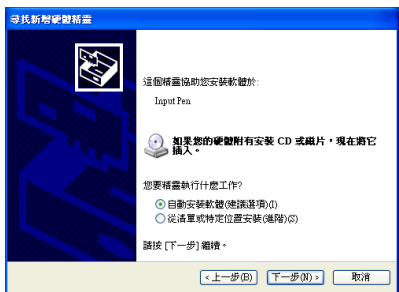 尋找新增硬體精靈
這個精靈協助您安裝軟體於:
Input Pen
如果您的硬體附有安裝 CD 或磁片，現在將它
插入。
您要精靈執行什麼工作?
自動安裝軟體(建議選項)(I)
從清單或特定位置安裝(進階)(S)
請按 [下一步] 繼續。
<上一步(B) 下一步(N)> 取消